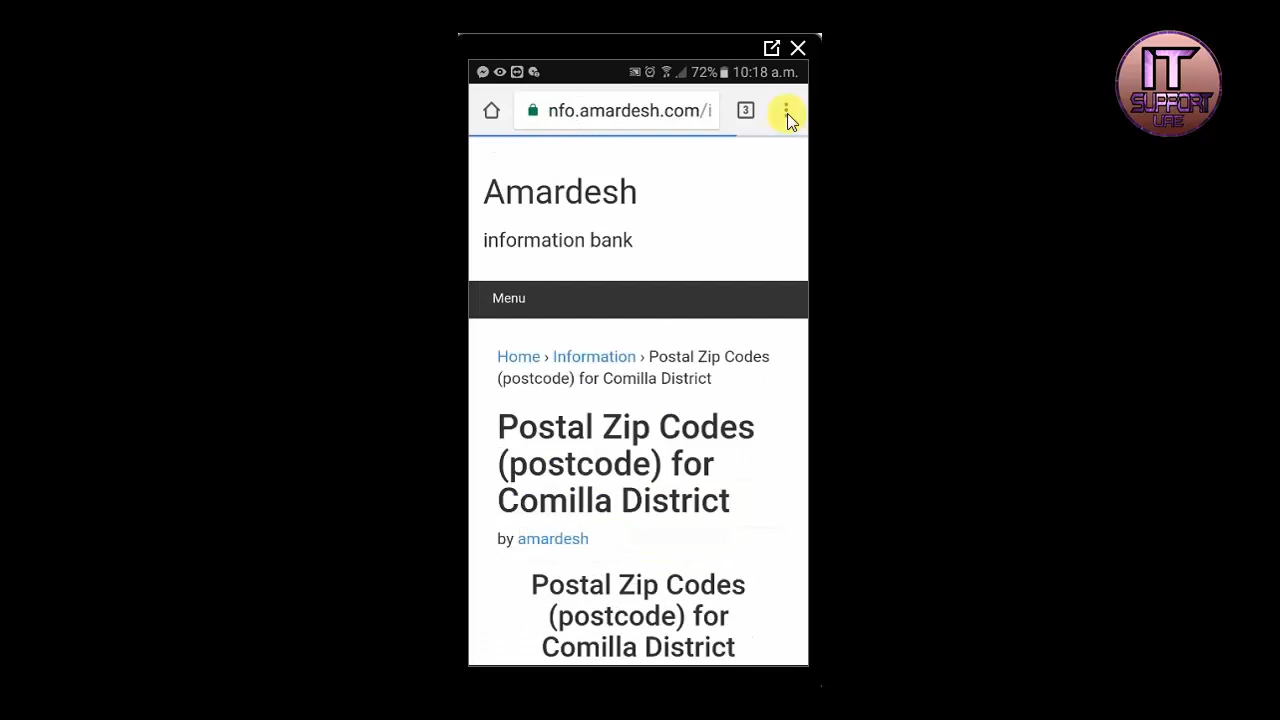 72% 10:18 a.m.
nfo.amardesh.com/i
3
Amardesh
information bank
Menu
Home › Information › Postal Zip Codes
(postcode) for Comilla District
Postal Zip Codes
(postcode) for
Comilla District
by amardesh
Postal Zip Codes
(postcode) for
Comilla District
IT
SUPPORT
UAE